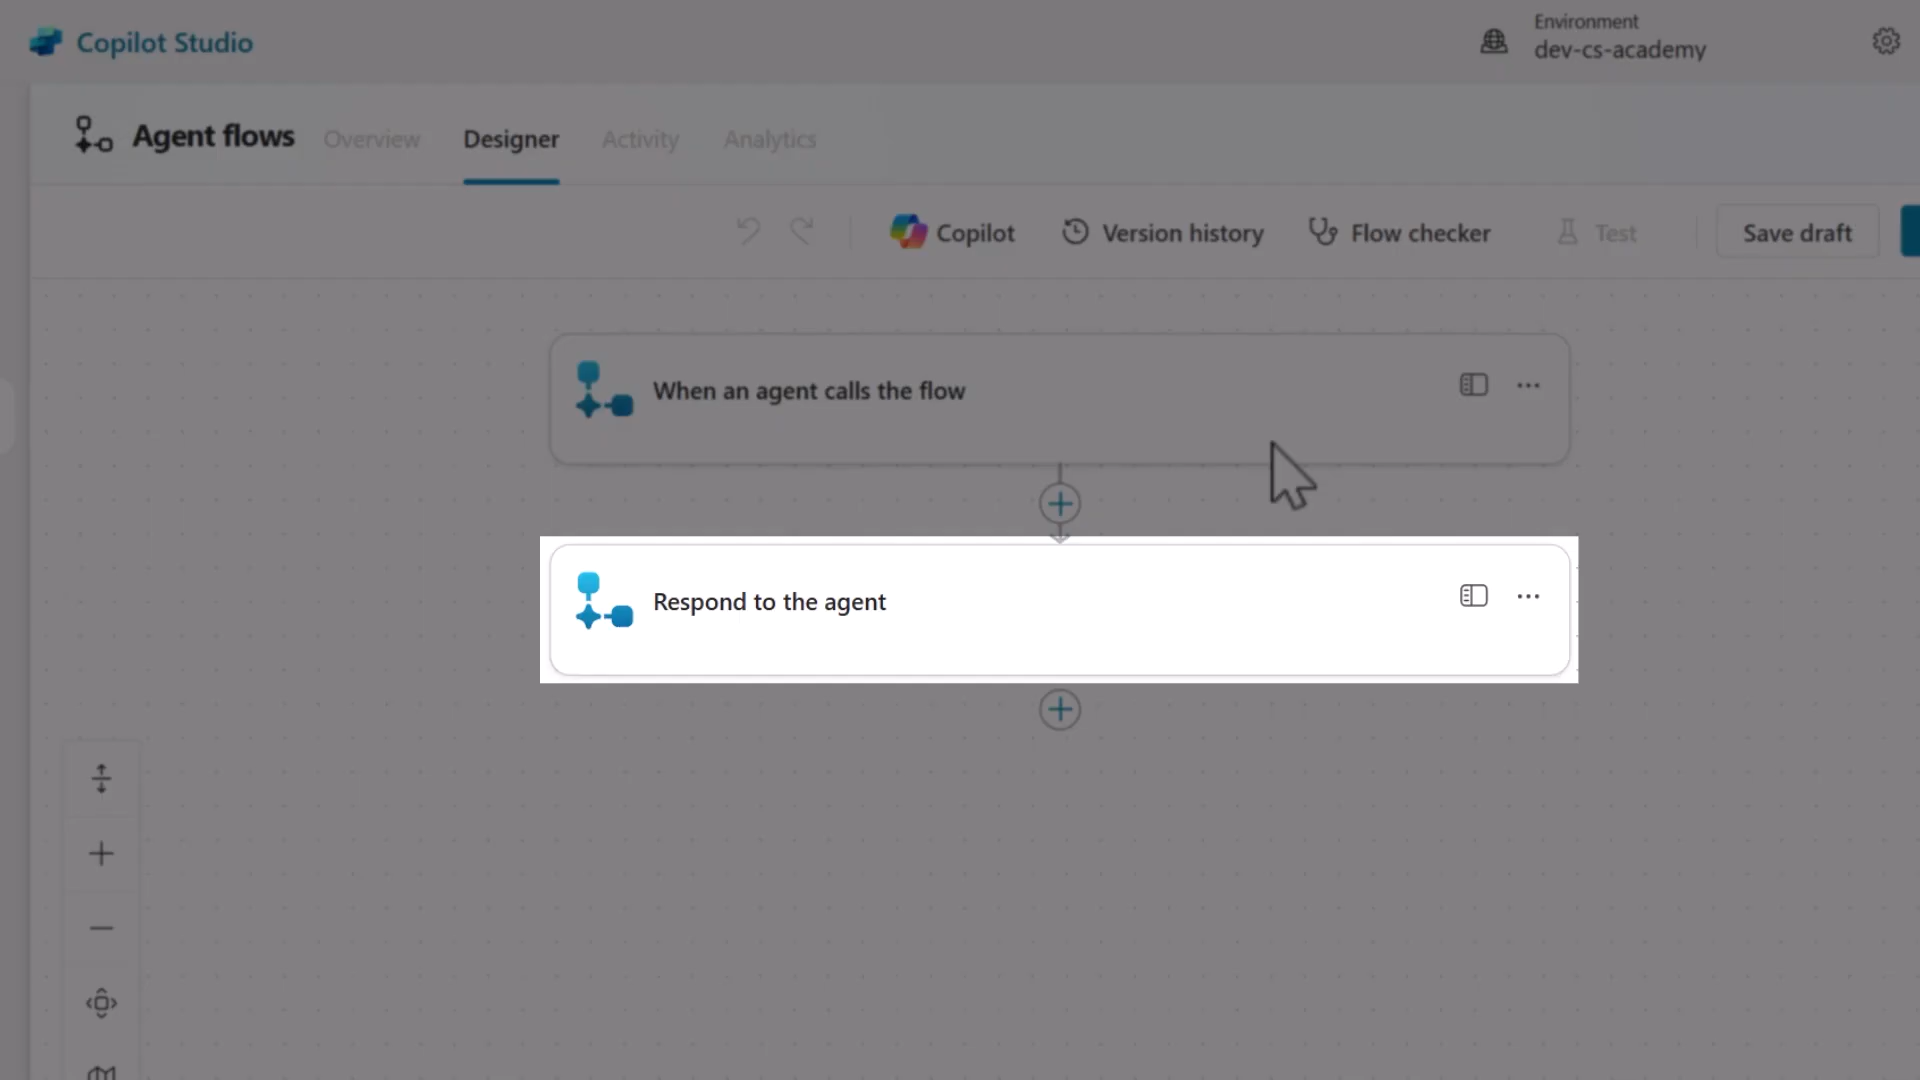 Copilot Studio
Environment
dev-cs-academy
Agent flows
Overview
Designer
Activity
Analytics
Copilot
Version history
Flow checker
Test
Save draft
When an agent calls the flow
Respond to the agent